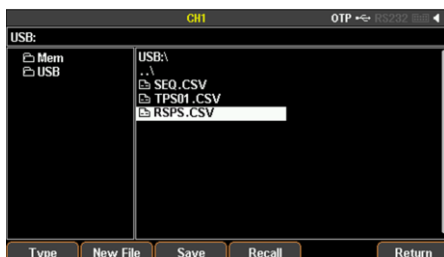 CH1 OTP RS232
USB:
Mem
USB
USB:\
..\
SEQ.CSV
TPS01.CSV
RSPS.CSV
Type New File Save Recall Return